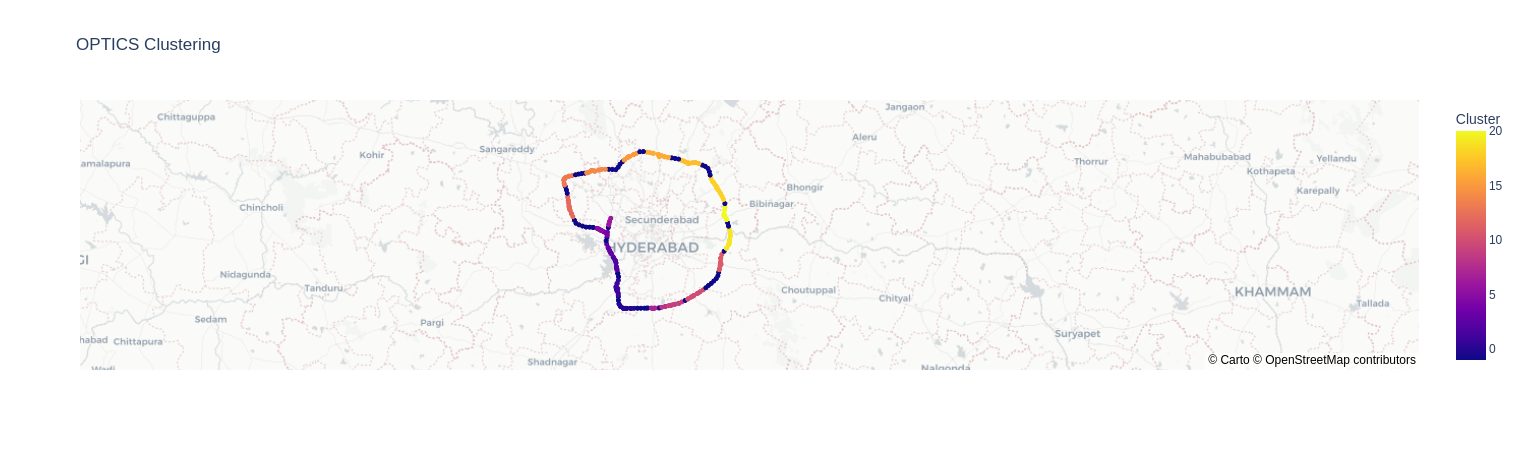 OPTICS Clustering
Chittaguppa
Jangaon
Cluster
20
Aleru
Kohir
Sangareddy
amalapura
Thorrur
Mahabubabad
Yellandu
Kothapeta
15
Bhongir
Karepally
Chincholi
Bibinagar
Secunderabad
10
YDERABAD
GI
Nidagunda
Tanduru
Choutuppal
KHAMMAM
5
Chityal
Tallada
Sedam
Pargi
Suryapet
habad
Chittapura
0
Shadnagar
© Carto © OpenStreetMap contributors
Wadi
Nalgonda